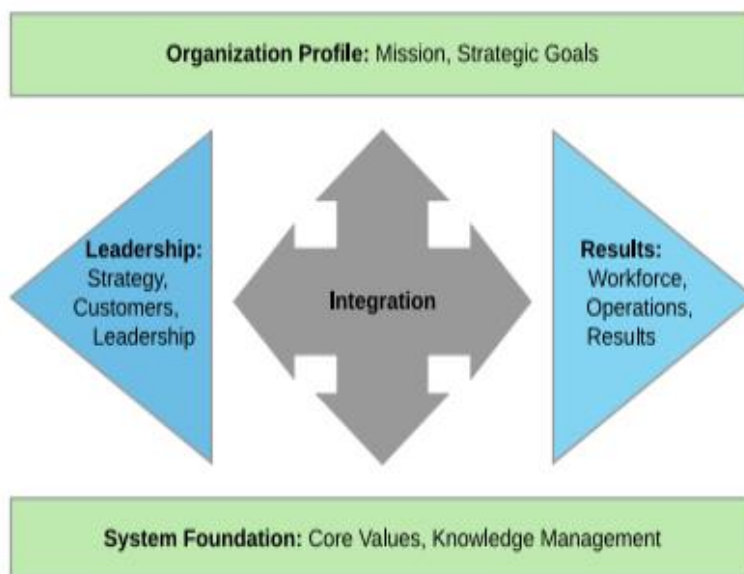 Organization Profile: Mission, Strategic Goals
Leadership:
Strategy,
Customers,
Leadership
Integration
Results:
Workforce,
Operations,
Results
System Foundation: Core Values, Knowledge Management